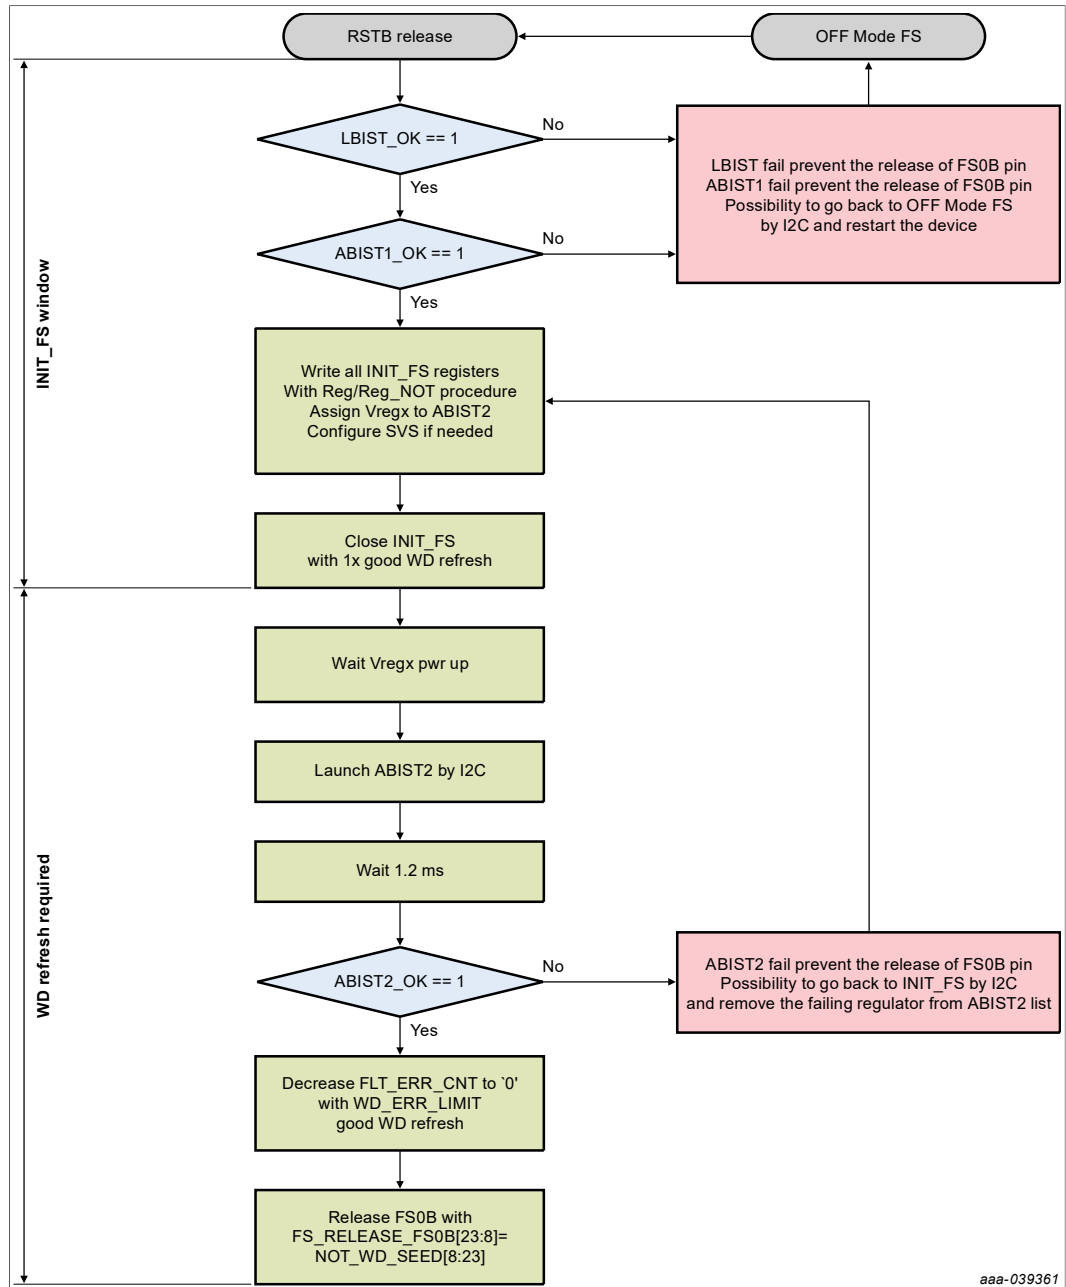 RSTB release
OFF Mode FS
LBIST_OK == 1
No
Yes
LBIST fail prevent the release of FS0B pin
ABIST1 fail prevent the release of FS0B pin
Possibility to go back to OFF Mode FS
by I2C and restart the device
ABIST1_OK == 1
No
Yes
INIT_FS window
Write all INIT_FS registers
With Reg/Reg_NOT procedure
Assign Vregx to ABIST2
Configure SVS if needed
Close INIT_FS
with 1x good WD refresh
Wait Vregx pwr up
Launch ABIST2 by I2C
Wait 1.2 ms
WD refresh required
ABIST2_OK == 1
No
Yes
ABIST2 fail prevent the release of FS0B pin
Possibility to go back to INIT_FS by I2C
and remove the failing regulator from ABIST2 list
Decrease FLT_ERR_CNT to `0'
with WD_ERR_LIMIT
good WD refresh
Release FS0B with
FS_RELEASE_FS0B[23:8]=
NOT_WD_SEED[8:23]
aaa-039361